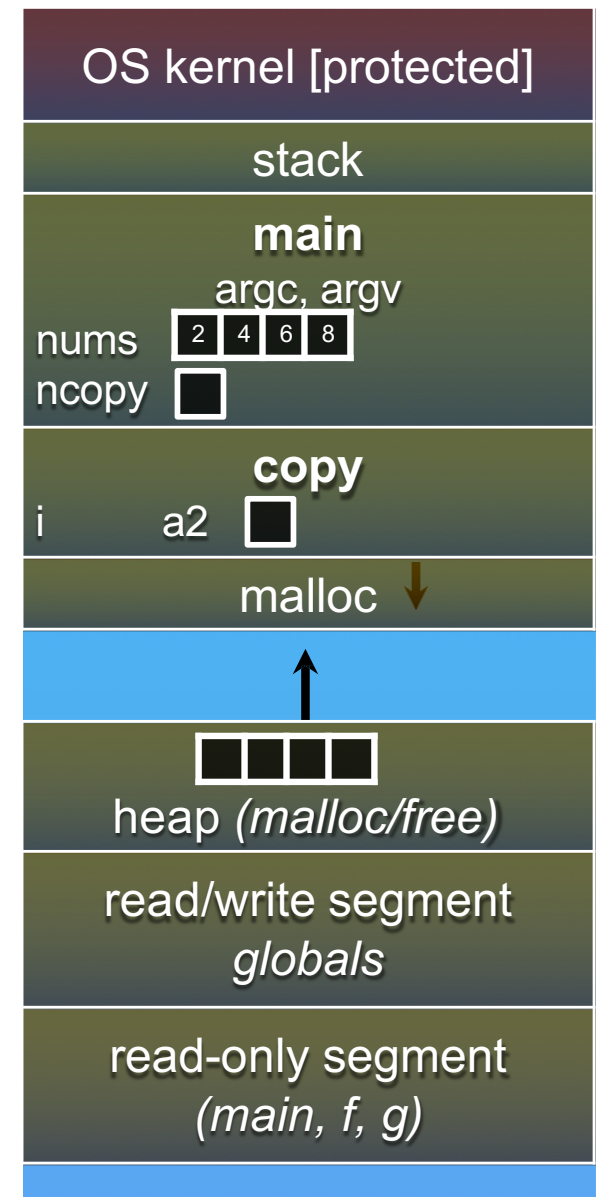 OS kernel [protected]
stack
main
argc, argv
nums 2 4 6 8
ncopy
copy
i a2
malloc
heap (malloc/free)
read/write segment
globals
read-only segment
(main, f, g)